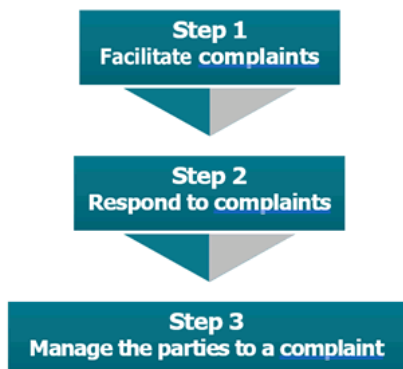 Step 1
Facilitate complaints
Step 2
Respond to complaints
Step 3
Manage the parties to a complaint